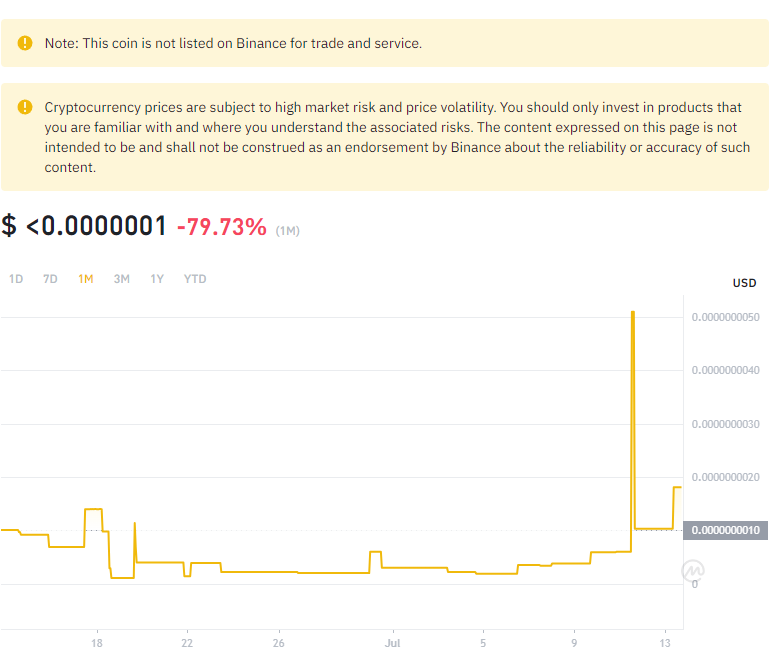 Note: This coin is not listed on Binance for trade and service.
Cryptocurrency prices are subject to high market risk and price volatility. You should only invest in products that
you are familiar with and where you understand the associated risks. The content expressed on this page is not
intended to be and shall not be construed as an endorsement by Binance about the reliability or accuracy of such
content.
$ <0.0000001 -79.73% (1M)
1D 7D 1M 3M 1Y YTD
USD
0.0000000050
0.0000000040
0.0000000030
0.0000000020
0.0000000010
0
18 22 26 Jul 5 9 13